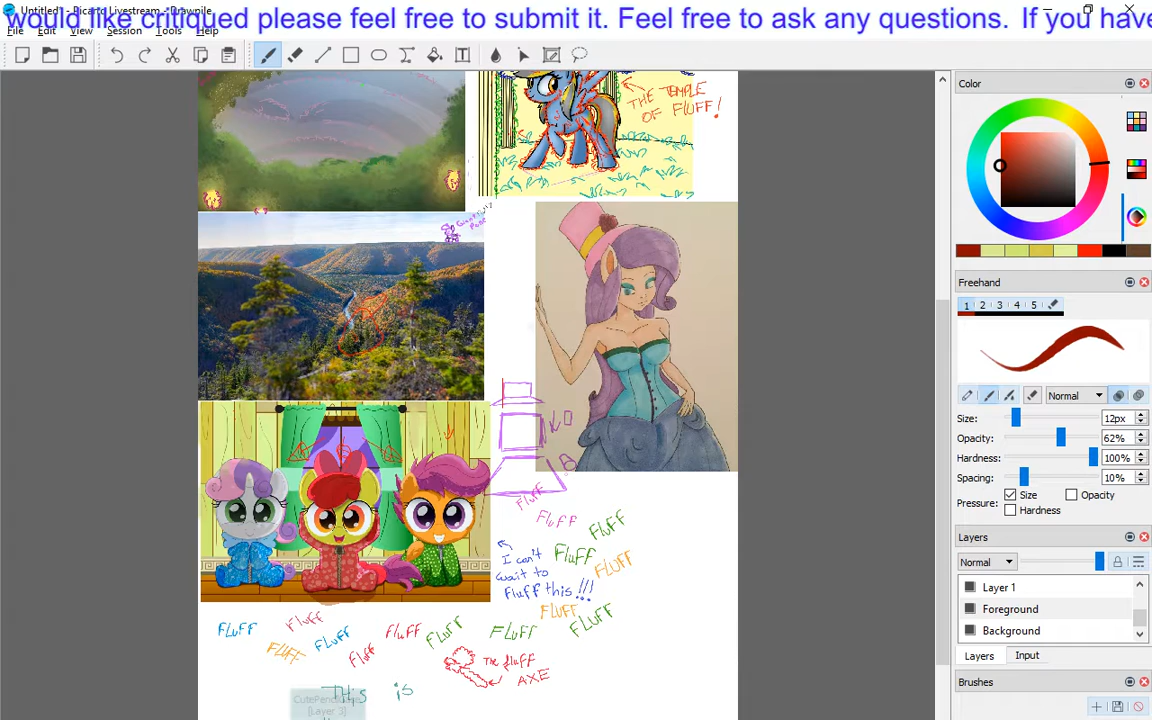 Untitled* - Picarto Livestream - Drawpile
would like critiqued please feel free to submit it. Feel free to ask any questions. If you have
File Edit View Session Tools Help
THE TEMPLE
OF FLUFF!
Color
Freehand
1 2 3 4 5
Normal
Size: 12px
Opacity: 62%
Hardness: 100%
Spacing: 10%
Pressure: Size Opacity
Hardness
Layers
Normal
Layer 1
Foreground
Background
Layers Input
Brushes
Fluff
FluFF
FluFF
I can't
wait to
fluff this!!!
FluFF
FLUFF
FLUFF
FLUFF
FLUFF
FLUFF
FLUFF
FLUFF
FLUFF
FLUFF
FLUFF
Fluff
The fluff
AXE
THis is
[Layer 3]